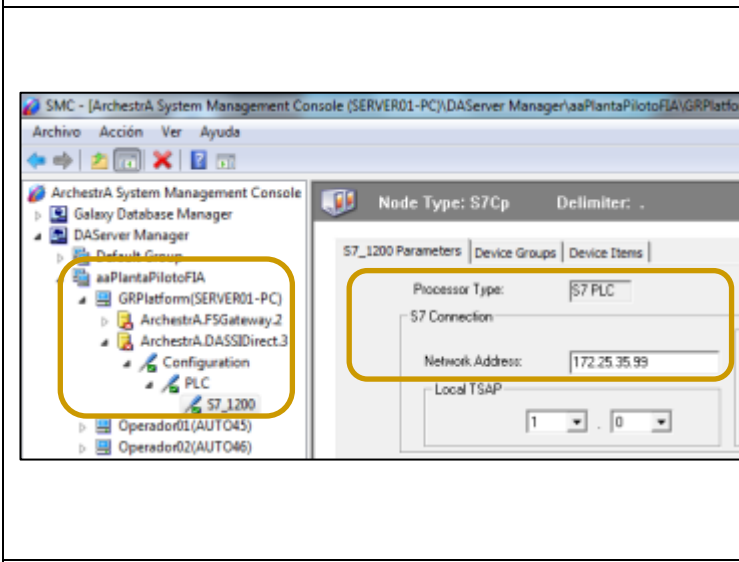 SMC - [ArchestrA System Management Console (SERVER01-PC)\DAServer Manager\aaPlantaPilotoFIA\GRPlatfo
Archivo Acción Ver Ayuda
ArchestrA System Management Console
Galaxy Database Manager
DAServer Manager
Default Group
aaPlantaPilotoFIA
GRPlatform(SERVER01-PC)
ArchestrA.FSGateway.2
ArchestrA.DASSIDirect.3
Configuration
PLC
S7_1200
Operador01(AUTO45)
Operador02(AUTO46)
Node Type: S7Cp Delimiter: .
S7_1200 Parameters Device Groups Device Items
Processor Type: S7 PLC
S7 Connection
Network Address: 172.25.35.99
Local TSAP
1 . 0